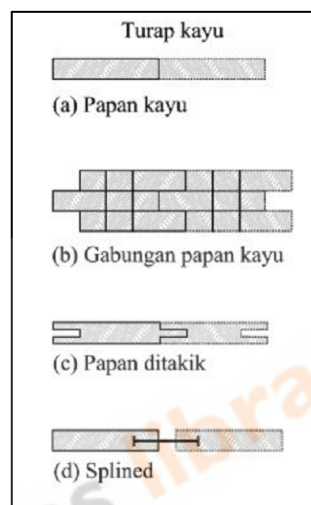 Turap kayu
(a) Papan kayu
(b) Gabungan papan kayu
(c) Papan ditakik
(d) Splined